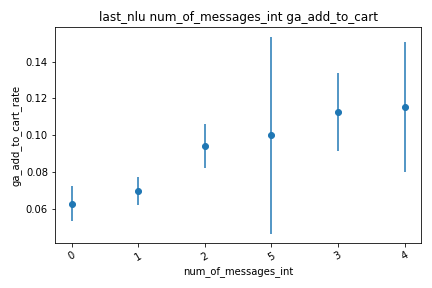 last_nlu num_of_messages_int ga_add_to_cart
ga_add_to_cart_rate
0.14
0.12
0.10
0.08
0.06
0 1 2 5 3 4
num_of_messages_int